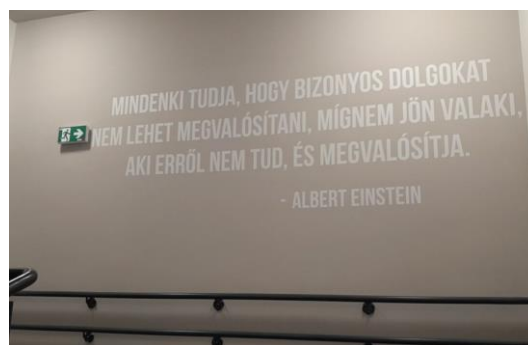 MINDENKI TUDJA, HOGY BIZONYOS DOLGOKAT
NEM LEHET MEGVALÓSÍTANI, MÍGNEM JÖN VALAKI,
AKI ERRŐL NEM TUD, ÉS MEGVALÓSÍTJA.
- ALBERT EINSTEIN